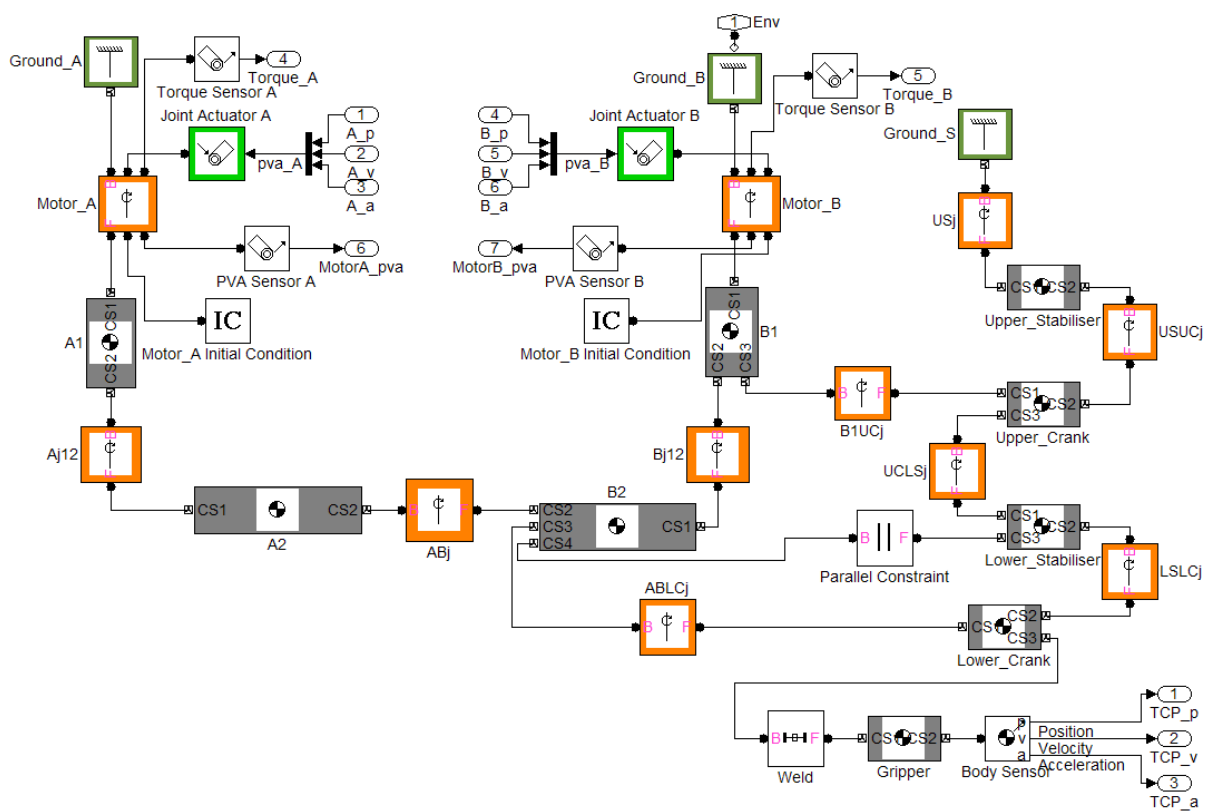 1
Env
Ground_A
4
Torque_A
Torque Sensor A
Ground_B
5
Torque_B
Torque Sensor B
Joint Actuator A
1
A_p
2
A_v
3
A_a
pva_A
4
B_p
5
B_v
6
B_a
pva_B
Joint Actuator B
Ground_S
Motor_A
B
F
Motor_B
B
F
USj
B
F
6
MotorA_pva
PVA Sensor A
7
MotorB_pva
PVA Sensor B
CS1
CS2
Upper_Stabiliser
A1
CS1
CS2
IC
Motor_A Initial Condition
IC
Motor_B Initial Condition
CS1
CS2
CS3
B1
B
F
USUCj
B
F
B1UCj
CS1
CS3
CS2
Upper_Crank
Aj12
B
F
Bj12
B
F
UCLSj
B
F
CS1
CS2
A2
B
F
ABj
B2
CS2
CS3
CS4
CS1
B
F
Parallel Constraint
CS1
CS3
CS2
Lower_Stabiliser
B
F
LSLCj
ABLCj
B
F
CS
CS2
CS3
Lower_Crank
B
F
Weld
CS1
CS2
Gripper
p
v
a
Body Sensor
Position
Velocity
Acceleration
1
TCP_p
2
TCP_v
3
TCP_a